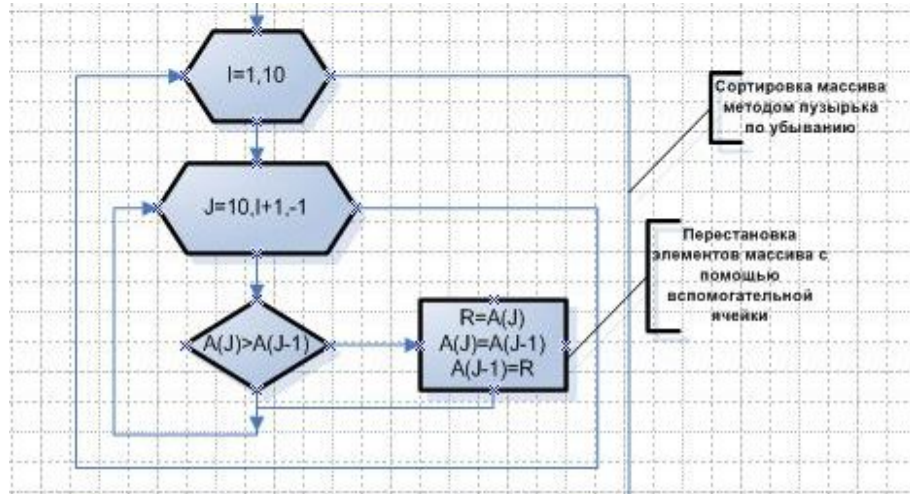 I=1,10
Сортировка массива
методом пузырька
по убыванию
J=10,I+1,-1
Перестановка
элементов массива с
помощью
вспомогательной
ячейки
A(J)>A(J-1)
R=A(J)
A(J)=A(J-1)
A(J-1)=R